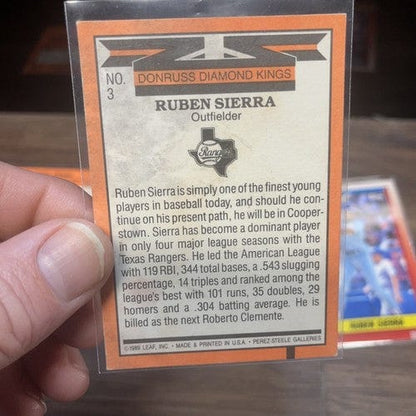 NO.
3
DONRUSS DIAMOND KINGS
RUBEN SIERRA
Outfielder
Rangers
Ruben Sierra is simply one of the finest young
players in baseball today, and should he con-
tinue on his present path, he will be in Cooper-
stown. Sierra has become a dominant player
in only four major league seasons with the
Texas Rangers. He led the American League
with 119 RBI, 344 total bases, a .543 slugging
percentage, 14 triples and ranked among the
league's best with 101 runs, 35 doubles, 29
homers and a .304 batting average. He is
billed as the next Roberto Clemente.
©1989 LEAF, INC. • MADE & PRINTED IN U.S.A. • PEREZ-STEELE GALLERIES
RUBEN SIERRA